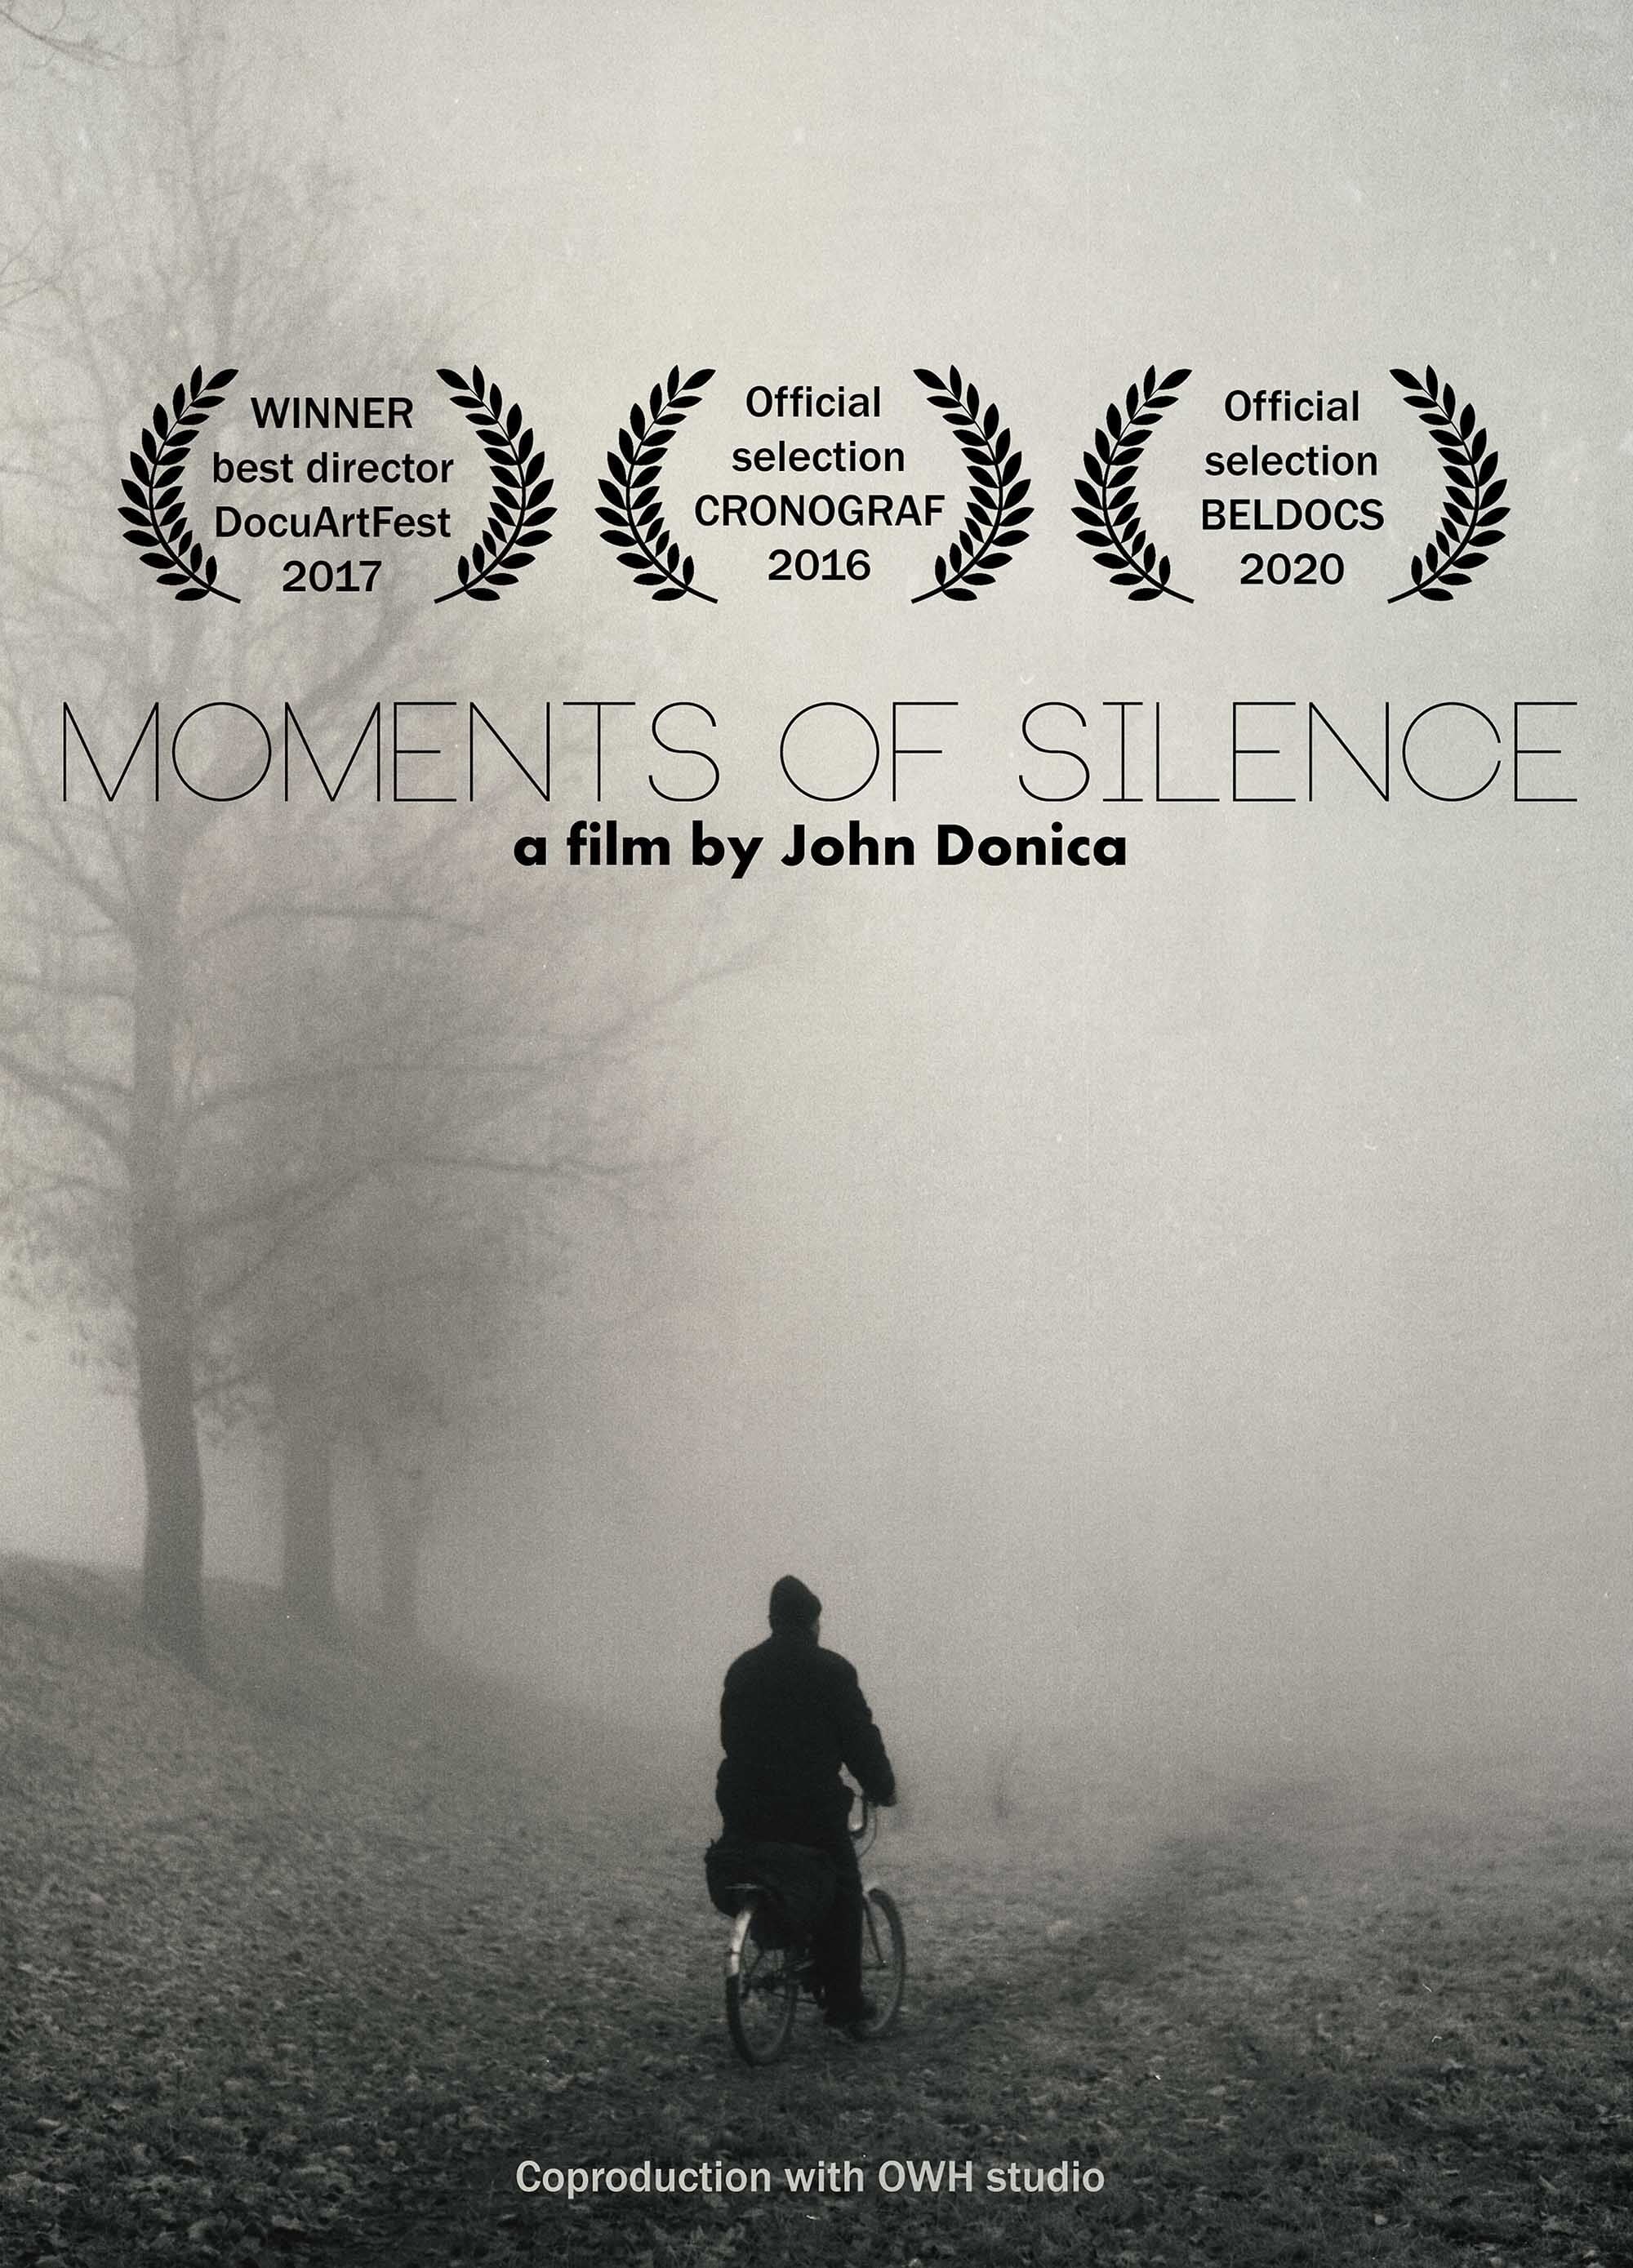 WINNER
best director
DocuArtFest
2017
Official
selection
CRONOGRAF
2016
Official
selection
BELDOCS
2020
MOMENTS OF SILENCE
a film by John Donica
Coproduction with OWH studio